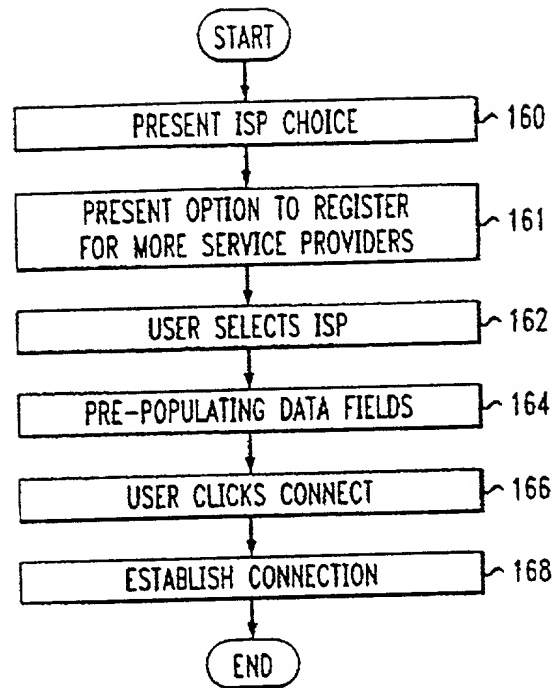 START
PRESENT ISP CHOICE 160
PRESENT OPTION TO REGISTER
FOR MORE SERVICE PROVIDERS 161
USER SELECTS ISP 162
PRE-POPULATING DATA FIELDS 164
USER CLICKS CONNECT 166
ESTABLISH CONNECTION 168
END